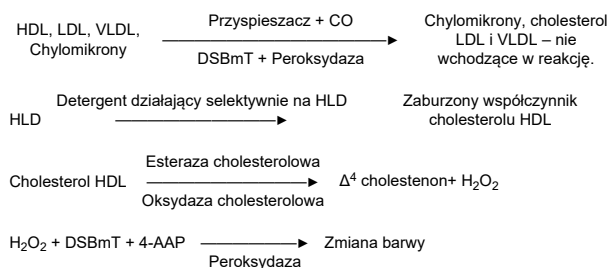 HDL, LDL, VLDL, Chylomikrony
Przyspieszacz + CO
DSBmT + Peroksydaza
Chylomikrony, cholesterol
LDL i VLDL – nie
wchodzące w reakcję.
HLD
Detergent działający selektywnie na HLD
Zaburzony współczynnik
cholesterolu HDL
Cholesterol HDL
Esteraza cholesterolowa
Oksydaza cholesterolowa
Δ⁴ cholestenon+ H₂O₂
H₂O₂ + DSBmT + 4-AAP
Peroksydaza
Zmiana barwy